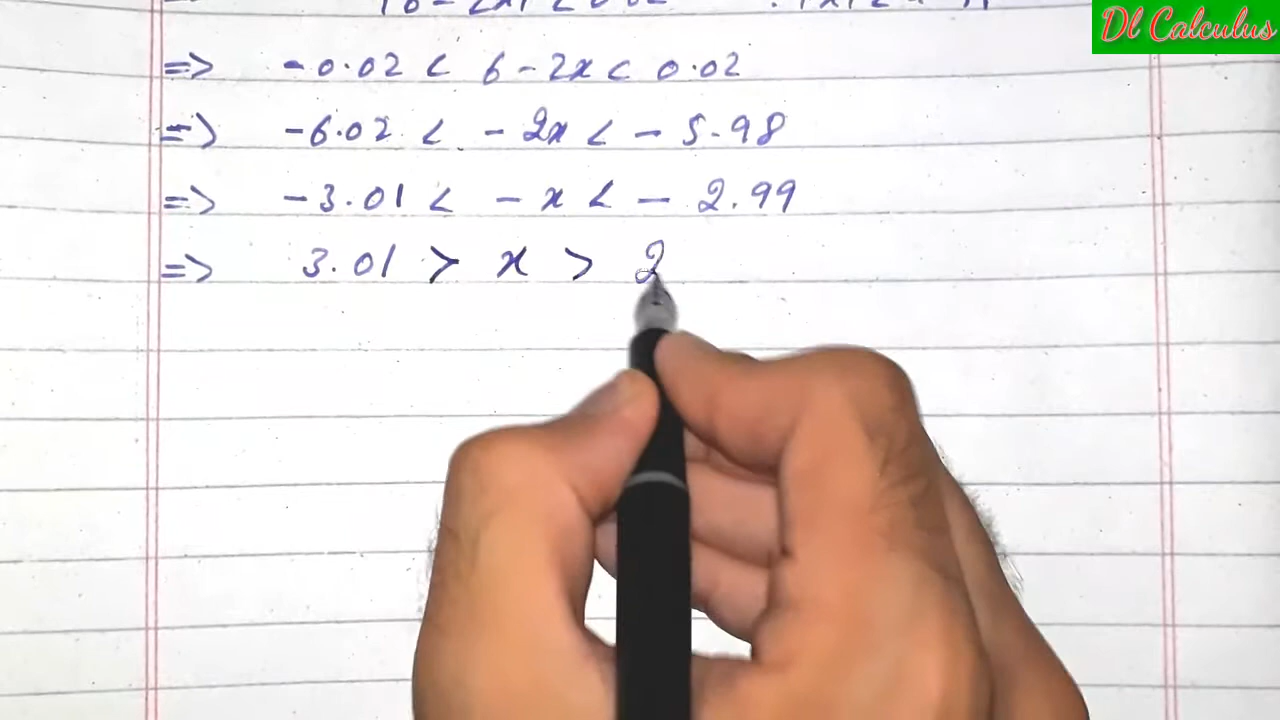 Dl Calculus
=> -0.02 < 6-2x < 0.02
=> -6.02 < -2x < -5.98
=> -3.01 < -x < -2.99
=> 3.01 > x > 2